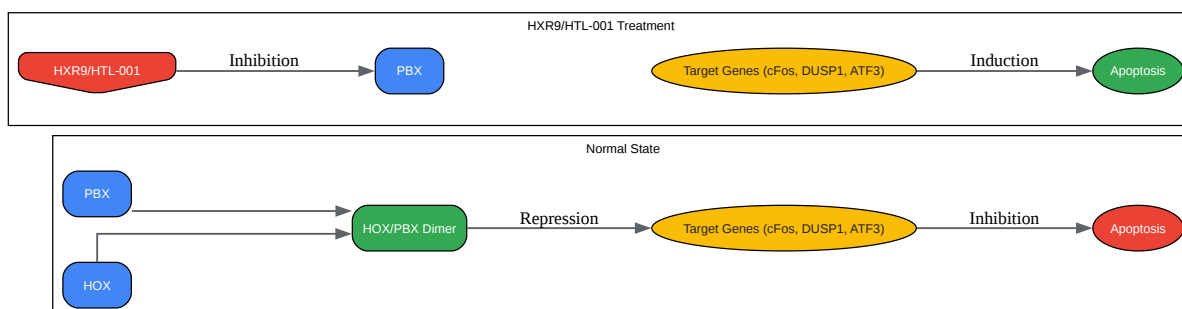 HXR9/HTL-001 Treatment
HXR9/HTL-001
Inhibition
PBX
Target Genes (cFos, DUSP1, ATF3)
Induction
Apoptosis
Normal State
PBX
HOX
HOX/PBX Dimer
Repression
Target Genes (cFos, DUSP1, ATF3)
Inhibition
Apoptosis